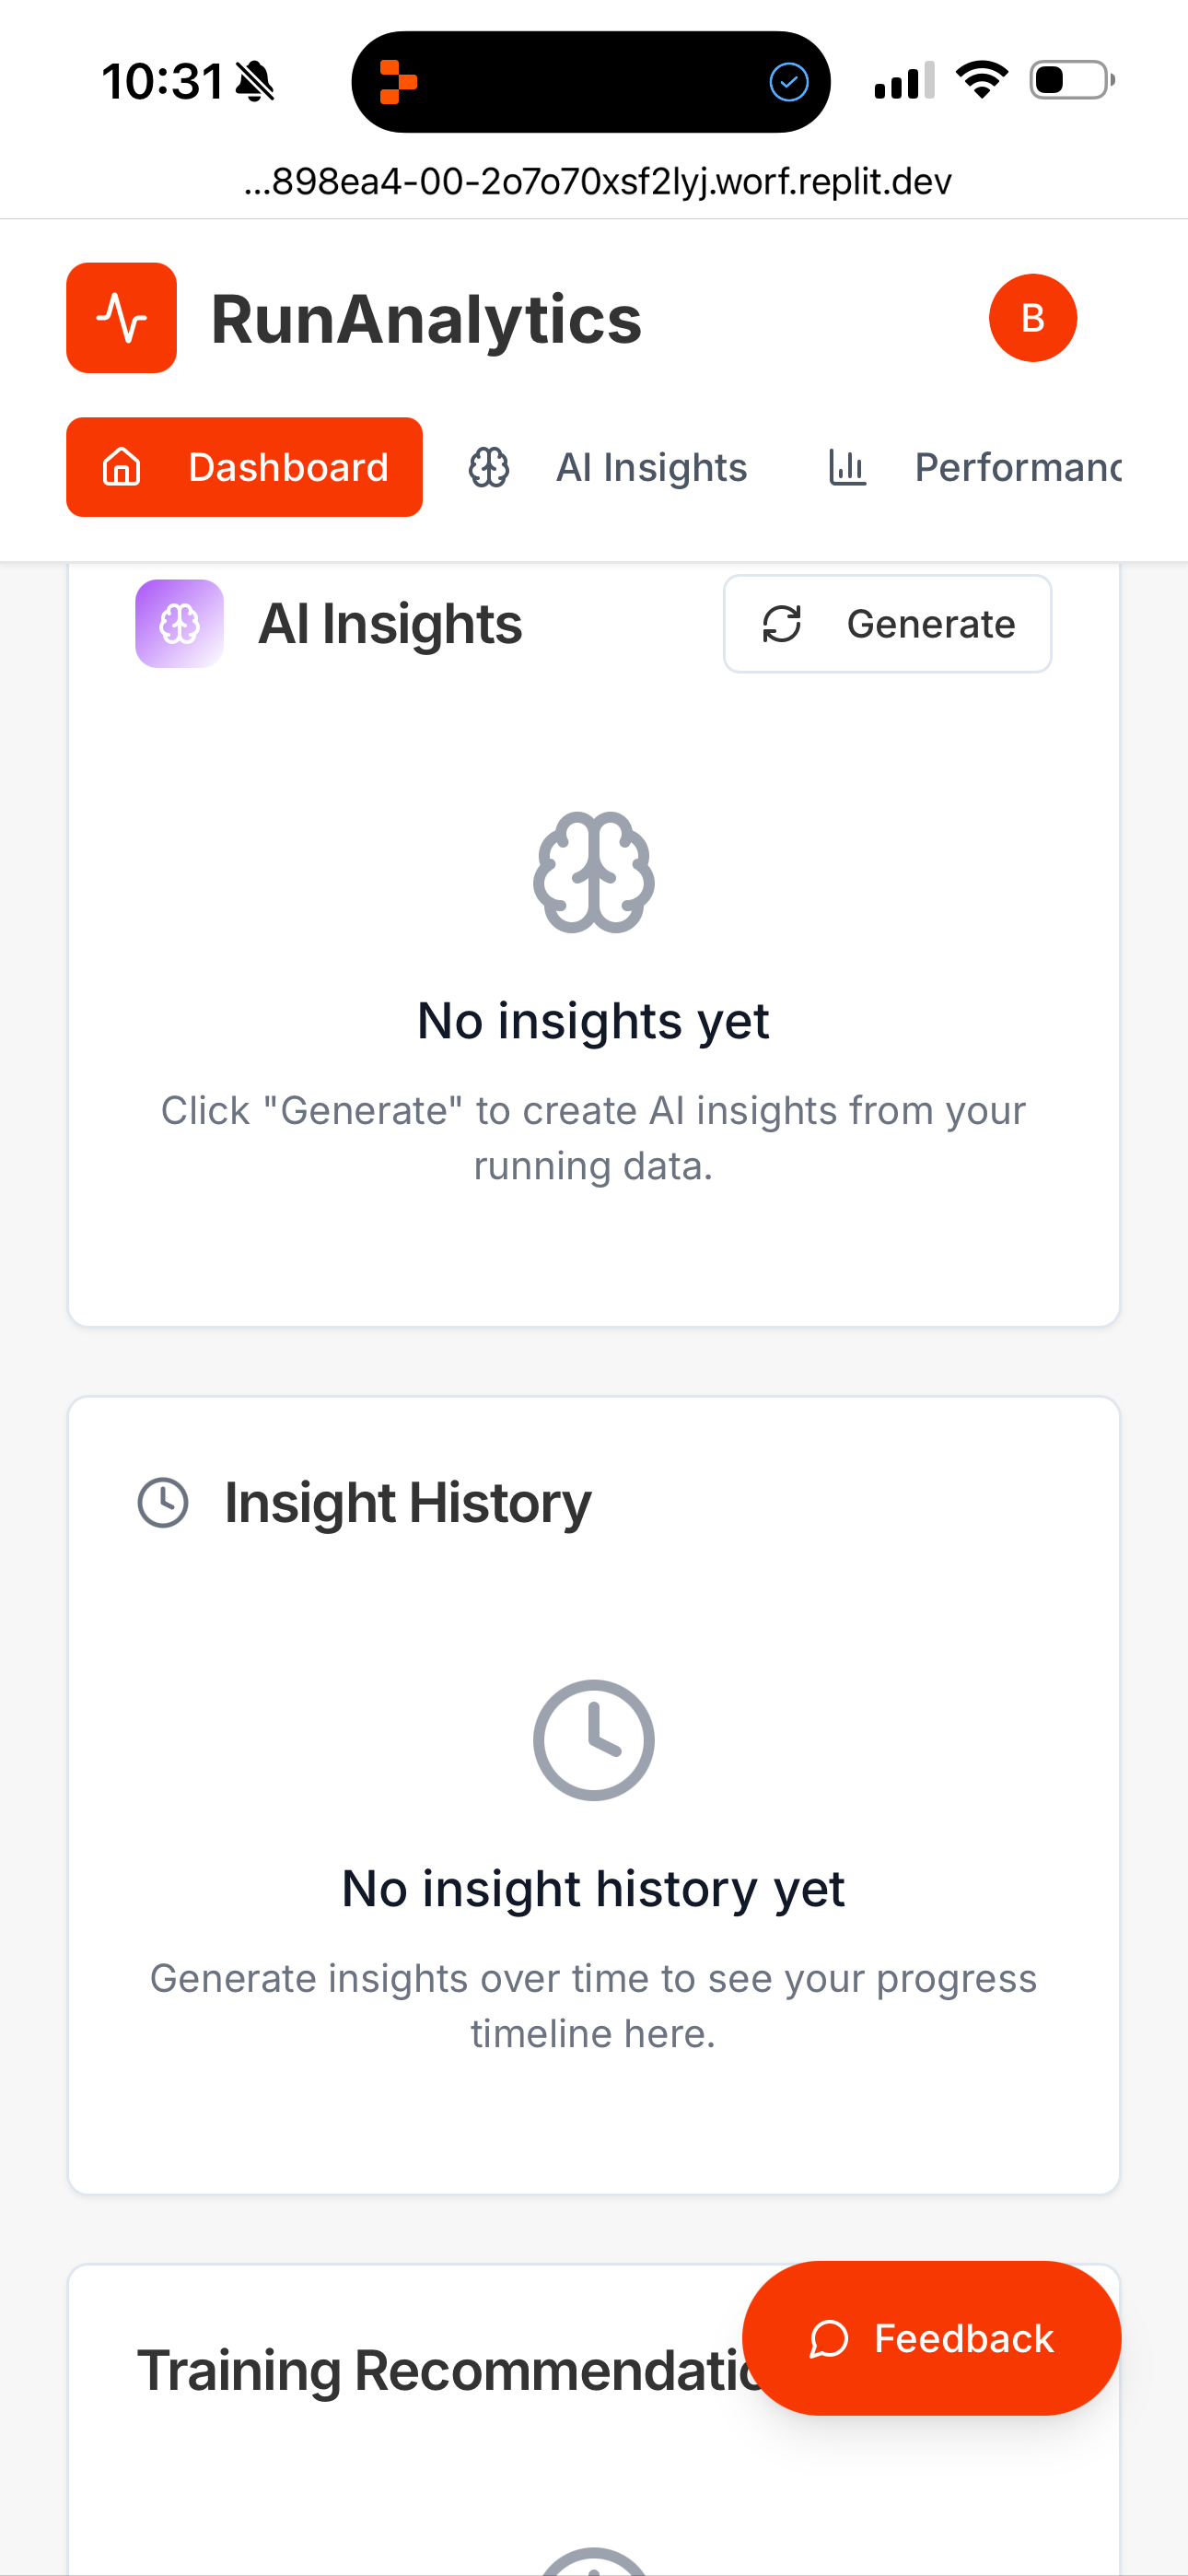 10:31
...898ea4-00-2o7o70xsf2lyj.worf.replit.dev
RunAnalytics
B
Dashboard
AI Insights
Performanc
AI Insights
Generate
No insights yet
Click "Generate" to create AI insights from your
running data.
Insight History
No insight history yet
Generate insights over time to see your progress
timeline here.
Training Recommendatio
Feedback